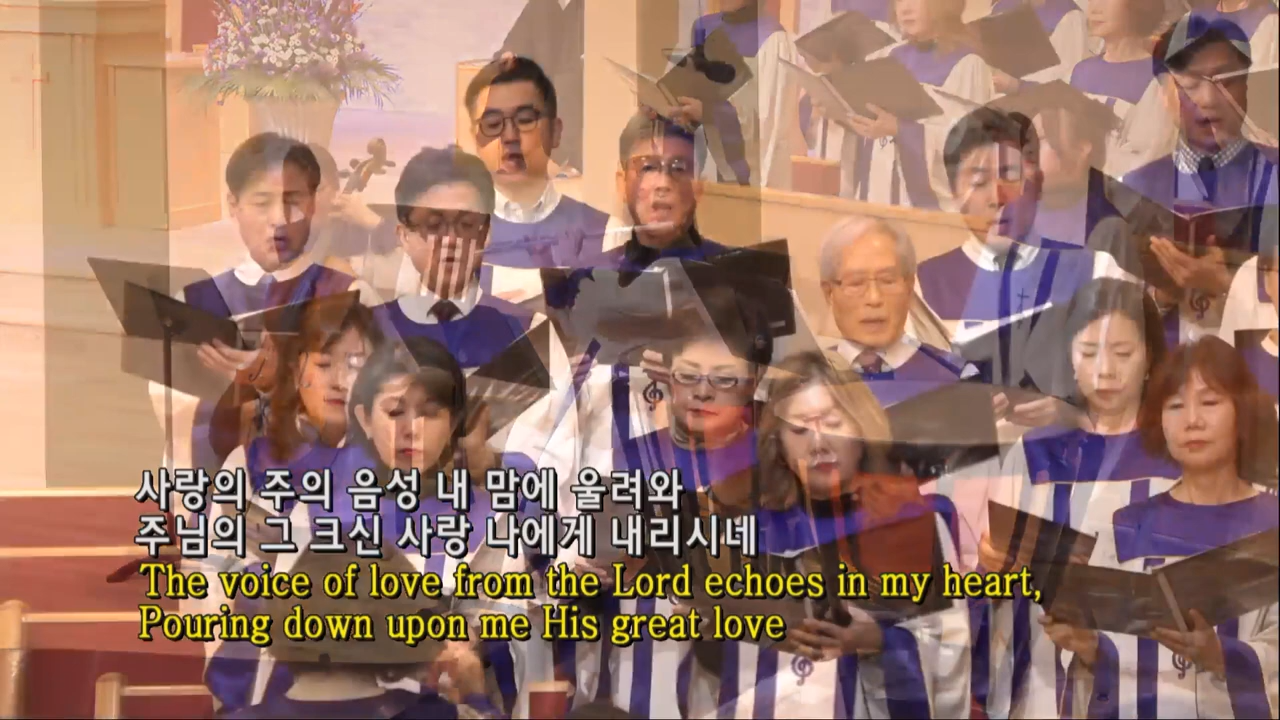 사랑의 주의 음성 내 맘에 울려와
주님의 그 크신 사랑 나에게 내리시네
The voice of love from the Lord echoes in my heart,
Pouring down upon me His great love